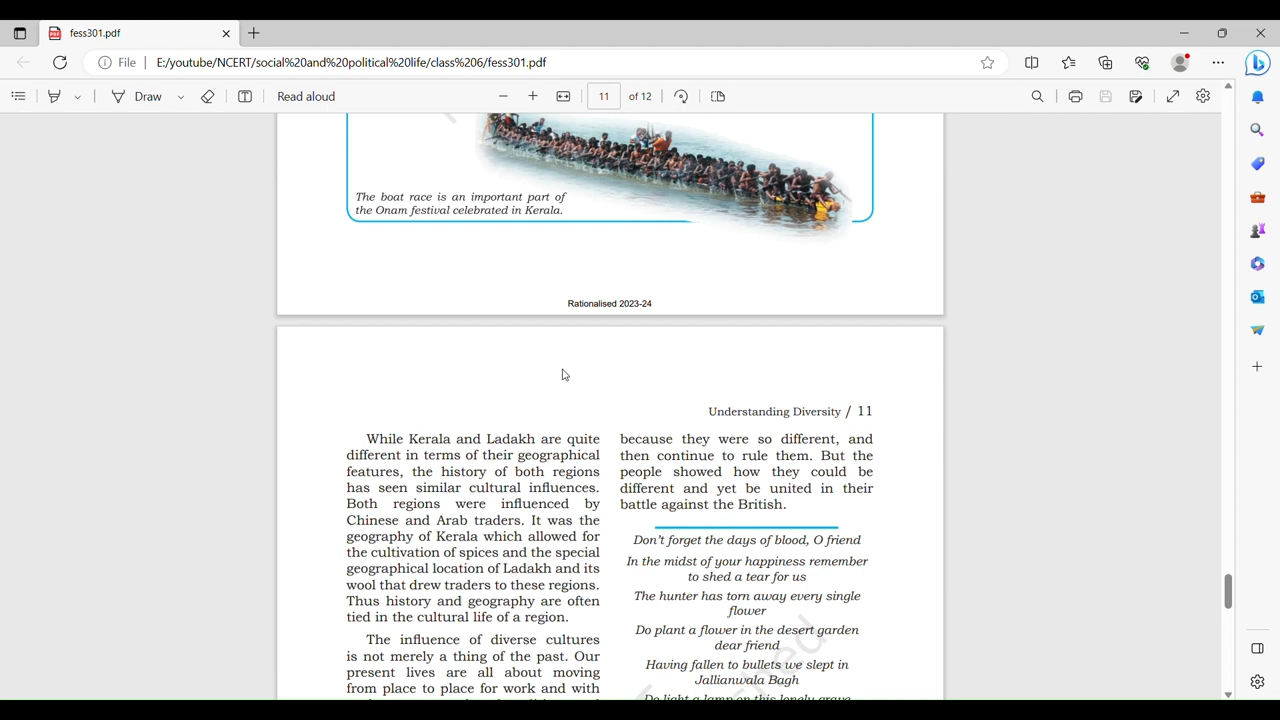 fess301.pdf
File
E:/youtube/NCERT/social%20and%20political%20life/class%206/fess301.pdf
Draw
Read aloud
11 of 12
The boat race is an important part of
the Onam festival celebrated in Kerala.
Rationalised 2023-24
Understanding Diversity / 11
While Kerala and Ladakh are quite
different in terms of their geographical
features, the history of both regions
has seen similar cultural influences.
Both regions were influenced by
Chinese and Arab traders. It was the
geography of Kerala which allowed for
the cultivation of spices and the special
geographical location of Ladakh and its
wool that drew traders to these regions.
Thus history and geography are often
tied in the cultural life of a region.
The influence of diverse cultures
is not merely a thing of the past. Our
present lives are all about moving
from place to place for work and with
because they were so different, and
then continue to rule them. But the
people showed how they could be
different and yet be united in their
battle against the British.
Don't forget the days of blood, O friend
In the midst of your happiness remember
to shed a tear for us
The hunter has torn away every single
flower
Do plant a flower in the desert garden
dear friend
Having fallen to bullets we slept in
Jallianwala Bagh
Do light a lamp on this lonely grave